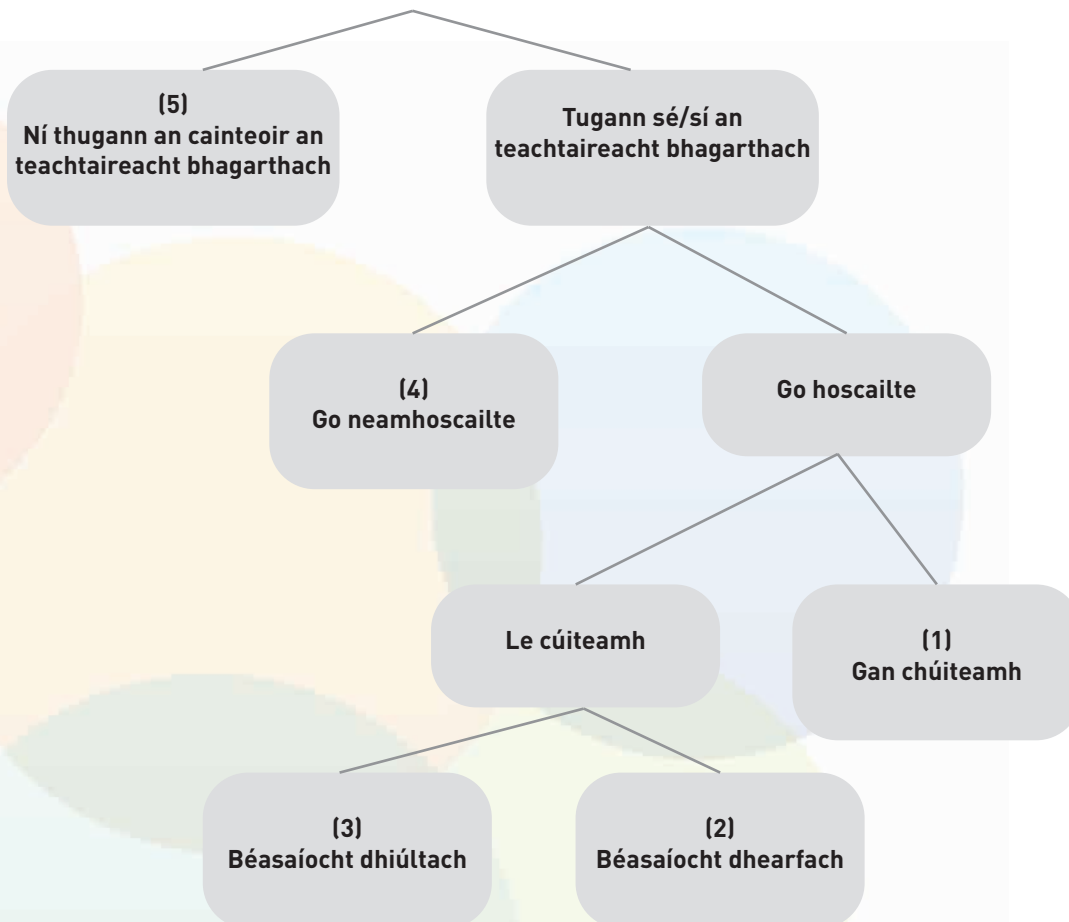 (5)
Ní thugann an cainteoir an
teachtaireacht bhagarthach
Tugann sé/sí an
teachtaireacht bhagarthach
(4)
Go neamhoscailte
Go hoscailte
Le cúiteamh
(1)
Gan chúiteamh
(3)
Béasaíocht dhiúltach
(2)
Béasaíocht dhearfach